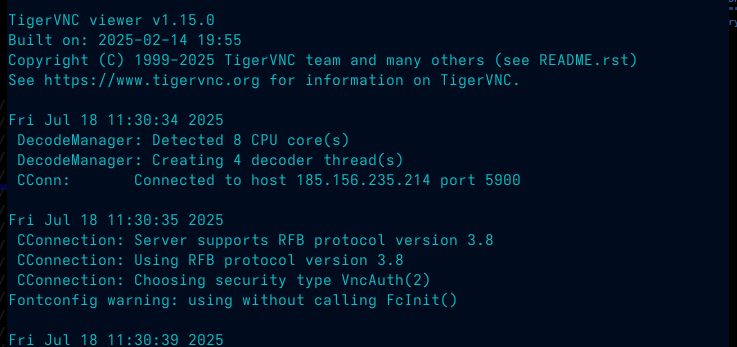 TigerVNC viewer v1.15.0
Built on: 2025-02-14 19:55
Copyright (C) 1999-2025 TigerVNC team and many others (see README.rst)
See https://www.tigervnc.org for information on TigerVNC.
Fri Jul 18 11:30:34 2025
DecodeManager: Detected 8 CPU core(s)
DecodeManager: Creating 4 decoder thread(s)
CConn: Connected to host 185.156.235.214 port 5900
Fri Jul 18 11:30:35 2025
CConnection: Server supports RFB protocol version 3.8
CConnection: Using RFB protocol version 3.8
CConnection: Choosing security type VncAuth(2)
Fontconfig warning: using without calling FcInit()
Fri Jul 18 11:30:39 2025